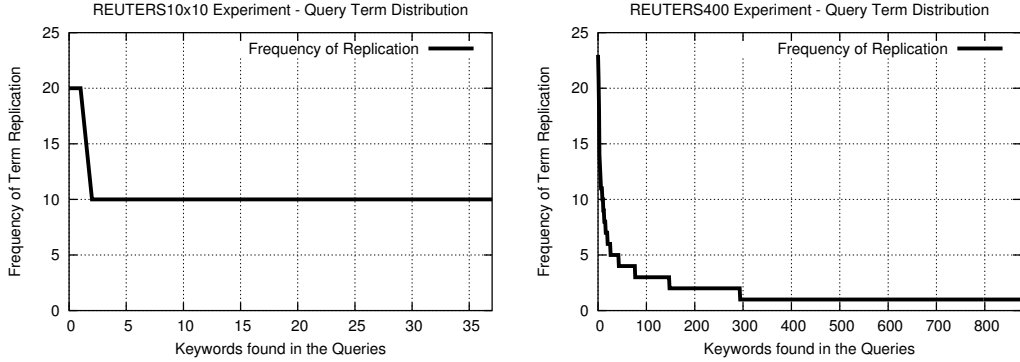 REUTERS10x10 Experiment - Query Term Distribution
Frequency of Term Replication
25
20
15
10
5
0
Frequency of Replication
0 5 10 15 20 25 30 35
Keywords found in the Queries
REUTERS400 Experiment - Query Term Distribution
Frequency of Term Replication
25
20
15
10
5
0
Frequency of Replication
0 100 200 300 400 500 600 700 800
Keywords found in the Queries